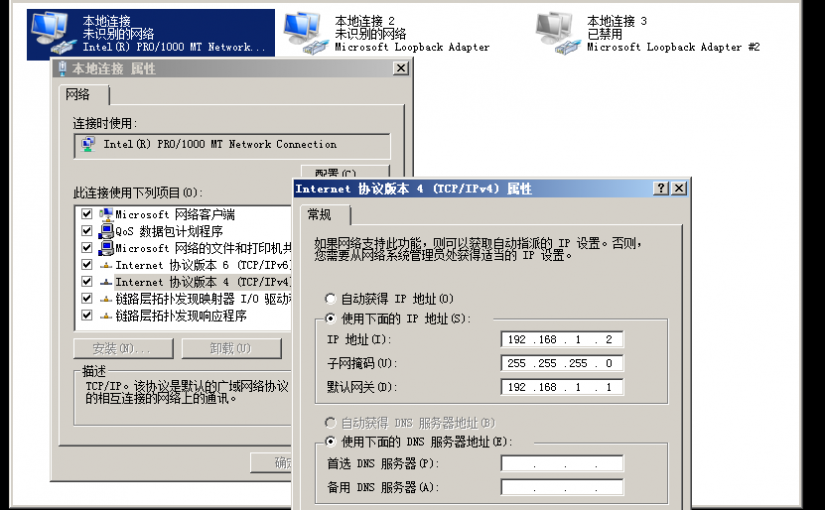 本地连接
未识别的网络
Intel(R) PRO/1000 MT Network...
本地连接 2
未识别的网络
Microsoft Loopback Adapter
本地连接 3
已禁用
Microsoft Loopback Adapter #2
本地连接 属性
网络
连接时使用:
Intel(R) PRO/1000 MT Network Connection
配置(C)
此连接使用下列项目(O):
Microsoft 网络客户端
QoS 数据包计划程序
Microsoft 网络的文件和打印机共
Internet 协议版本 6 (TCP/IPv6)
Internet 协议版本 4 (TCP/IPv4)
链路层拓扑发现映射器 I/O 驱动
链路层拓扑发现响应程序
安装(N)...
卸载(U)
描述
TCP/IP。该协议是默认的广域网络协议
的相互连接的网络上的通讯。
确定
Internet 协议版本 4 (TCP/IPv4) 属性
常规
如果网络支持此功能，则可以获取自动指派的 IP 设置。否则，
您需要从网络系统管理员处获得适当的 IP 设置。
自动获得 IP 地址(O)
使用下面的 IP 地址(S):
IP 地址(I):
192 .168 . 1 . 2
子网掩码(U):
255 .255 .255 . 0
默认网关(D):
192 .168 . 1 . 1
自动获得 DNS 服务器地址(B)
使用下面的 DNS 服务器地址(E):
首选 DNS 服务器(P):
备用 DNS 服务器(A):